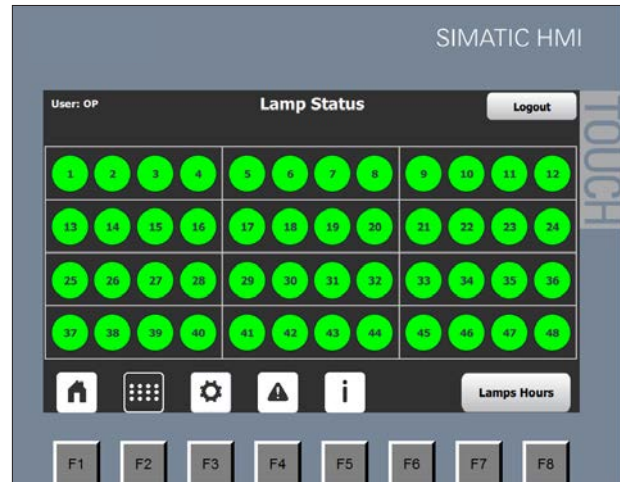 SIMATIC HMI
TOUCH
User: OP
Lamp Status
Logout
1 2 3 4 5 6 7 8 9 10 11 12
13 14 15 16 17 18 19 20 21 22 23 24
25 26 27 28 29 30 31 32 33 34 35 36
37 38 39 40 41 42 43 44 45 46 47 48
i
Lamps Hours
F1 F2 F3 F4 F5 F6 F7 F8